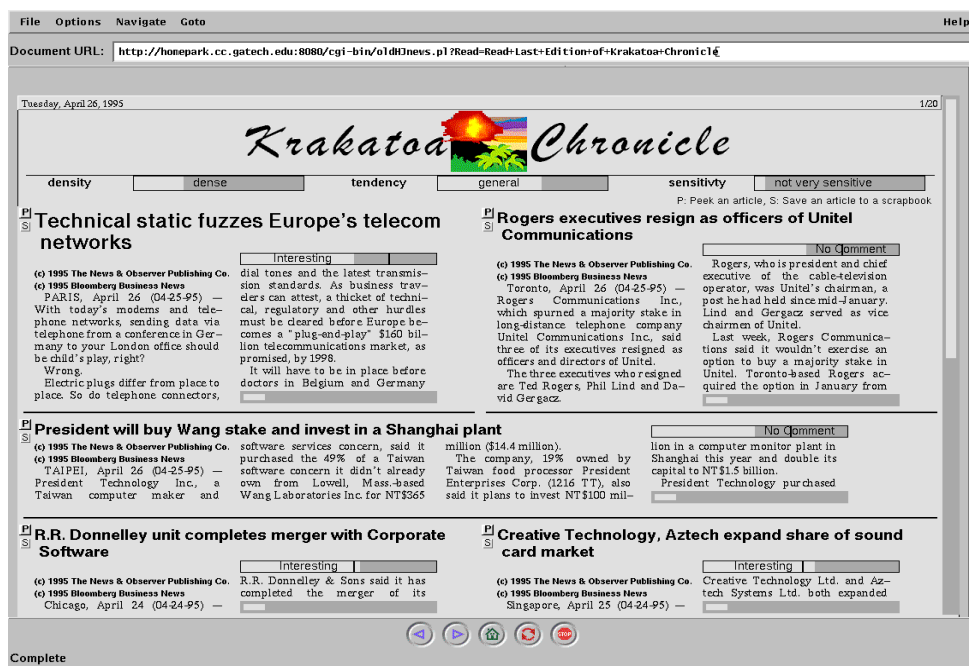 File Options Navigate Goto Help
Document URL: http://homepark.cc.gatech.edu:8080/cgi-bin/oldHJnews.pl?Read=Read+Last+Edition+of+Krakatoa+Chronicle
Tuesday, April 26, 1995 1/20
Krakatoa Chronicle
density dense tendency general sensitivty not very sensitive
P: Peek an article, S: Save an article to a scrapbook
P
S
Technical static fuzzes Europe's telecom
networks
(c) 1995 The News & Observer Publishing Co.
(c) 1995 Bloomberg Business News
PARIS, April 26 (04-25-95) —
With today's modems and tele–
phone networks, sending data via
telephone from a conference in Ger–
many to your London office should
be child's play, right?
Wrong.
Electric plugs differ from place to
place. So do telephone connectors,
Interesting
dial tones and the latest transmis–
sion standards. As business trav–
elers can attest, a thicket of techni–
cal, regulatory and other hurdles
must be cleared before Europe be–
comes a "plug-and-play" $160 bil–
lion telecommunications market, as
promised, by 1998.
It will have to be in place before
doctors in Belgium and Germany
P
S
Rogers executives resign as officers of Unitel
Communications
(c) 1995 The News & Observer Publishing Co.
(c) 1995 Bloomberg Business News
Toronto, April 26 (04-25-95) —
Rogers Communications Inc.,
which spurned a majority stake in
long-distance telephone company
Unitel Communications Inc., said
three of its executives resigned as
officers and directors of Unitel.
The three executives who resigned
are Ted Rogers, Phil Lind and Da–
vid Gergacz.
No Comment
Rogers, who is president and chief
executive of the cable-television
operator, was Unitel's chairman, a
post he had held since mid-January.
Lind and Gergacz served as vice
chairmen of Unitel.
Last week, Rogers Communica–
tions said it wouldn't exercise an
option to buy a majority stake in
Unitel. Toronto-based Rogers ac–
quired the option in January from
P
S
President will buy Wang stake and invest in a Shanghai plant
(c) 1995 The News & Observer Publishing Co.
(c) 1995 Bloomberg Business News
TAIPEI, April 26 (04-25-95) —
President Technology Inc., a
Taiwan computer maker and
software services concern, said it
purchased the 49% of a Taiwan
software concern it didn't already
own from Lowell, Mass.-based
Wang Laboratories Inc. for NT$365
million ($14.4 million).
The company, 19% owned by
Taiwan food processor President
Enterprises Corp. (1216 TT), also
said it plans to invest NT$100 mil–
No Comment
lion in a computer monitor plant in
Shanghai this year and double its
capital to NT$1.5 billion.
President Technology purchased
P
S
R.R. Donnelley unit completes merger with Corporate
Software
(c) 1995 The News & Observer Publishing Co.
(c) 1995 Bloomberg Business News
Chicago, April 24 (04-24-95) —
Interesting
R.R. Donnelley & Sons said it has
completed the merger of its
P
S
Creative Technology, Aztech expand share of sound
card market
(c) 1995 The News & Observer Publishing Co.
(c) 1995 Bloomberg Business News
Singapore, April 25 (04-24-95) —
Interesting
Creative Technology Ltd. and Az–
tech Systems Ltd. both expanded
STOP
Complete